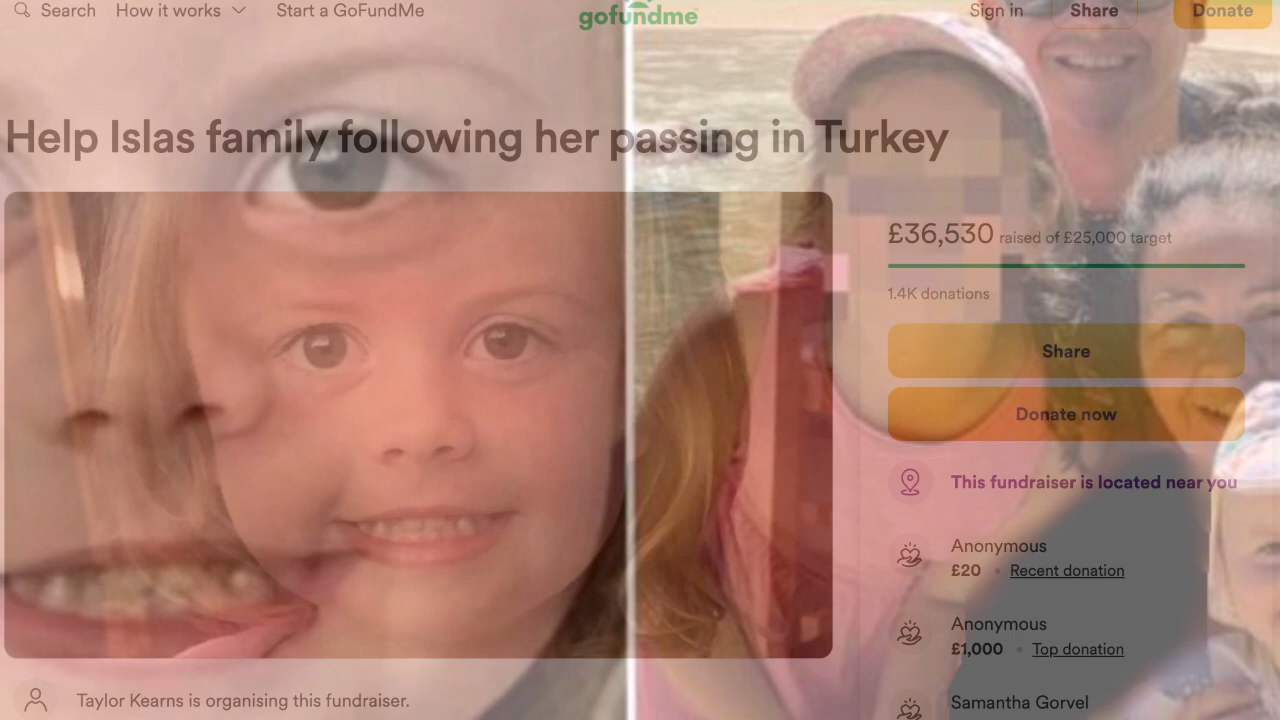 Search How it works Start a GoFundMe gofundme Sign in Share Donate
Help Islas family following her passing in Turkey
£36,530 raised of £25,000 target
1.4K donations
Share
Donate now
This fundraiser is located near you
Anonymous
£20 • Recent donation
Anonymous
£1,000 • Top donation
Samantha Gorvel
Taylor Kearns is organising this fundraiser.